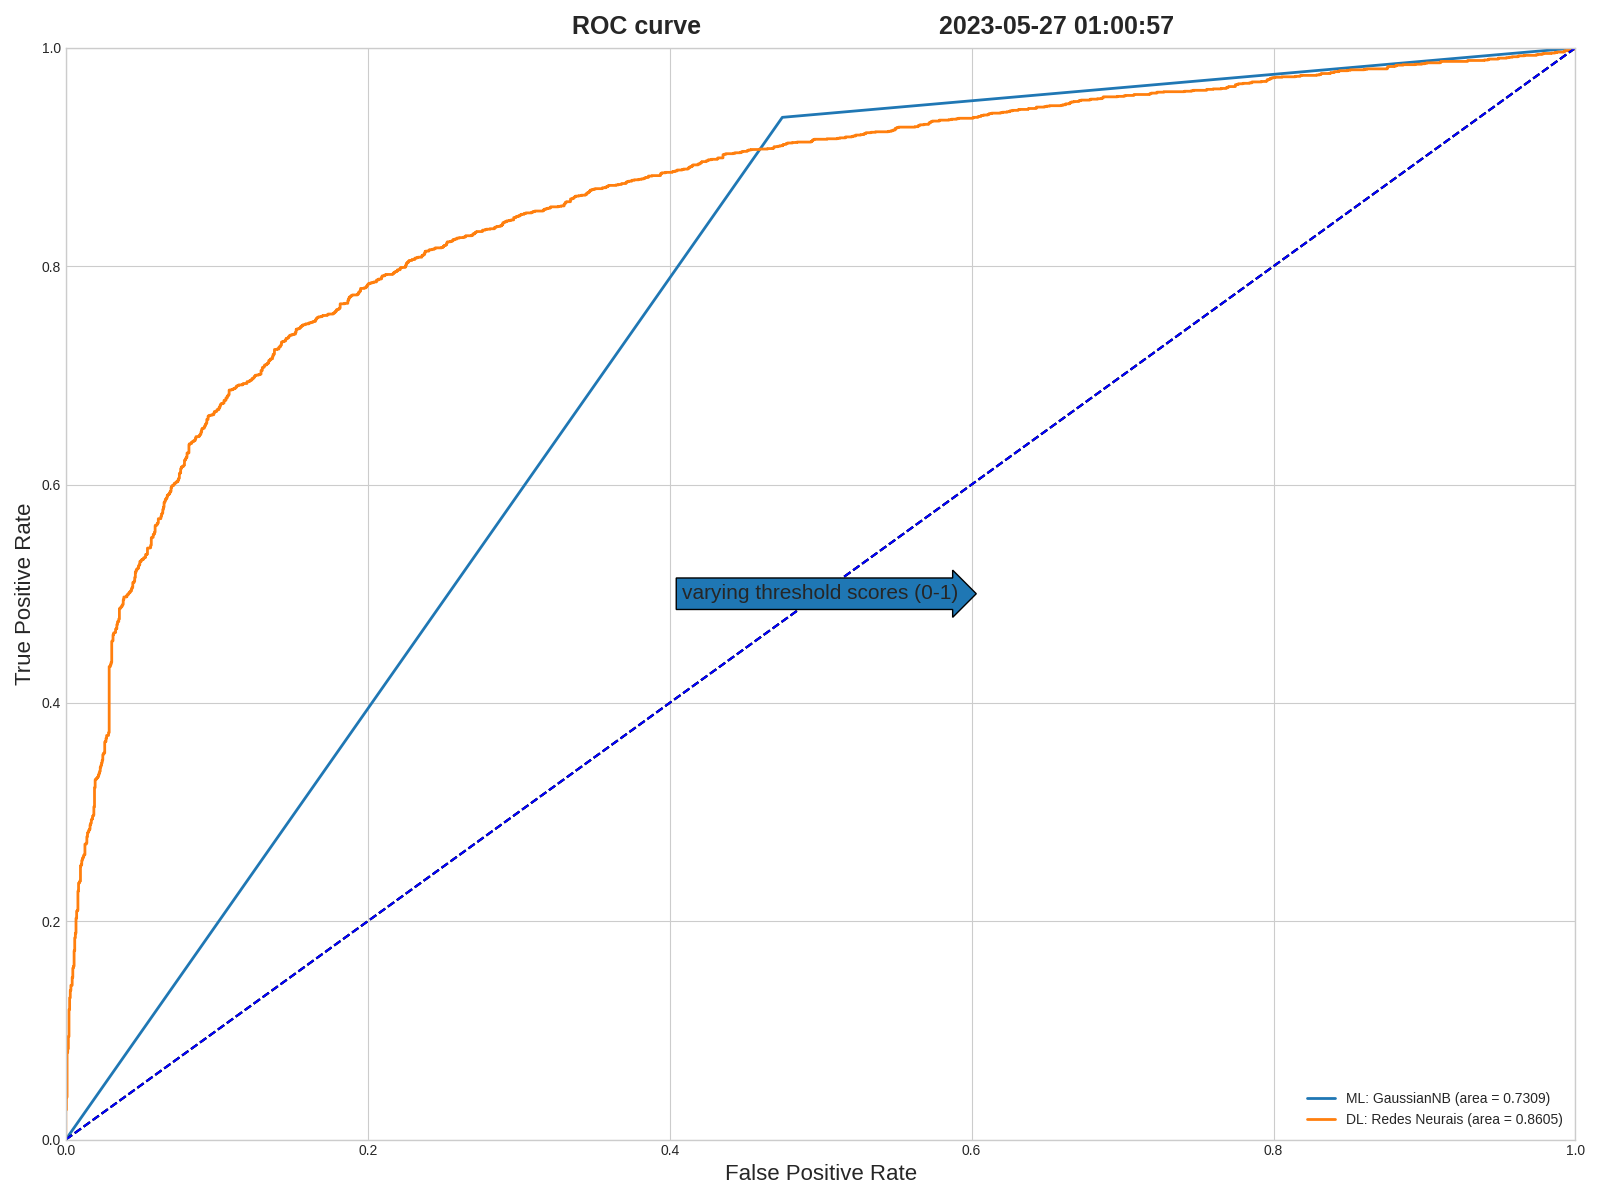 ROC curve 2023-05-27 01:00:57
True Positive Rate
1.0
0.8
0.6
0.4
0.2
0.0
varying threshold scores (0-1)
ML: GaussianNB (area = 0.7309)
DL: Redes Neurais (area = 0.8605)
0.0 0.2 0.4 0.6 0.8 1.0
False Positive Rate